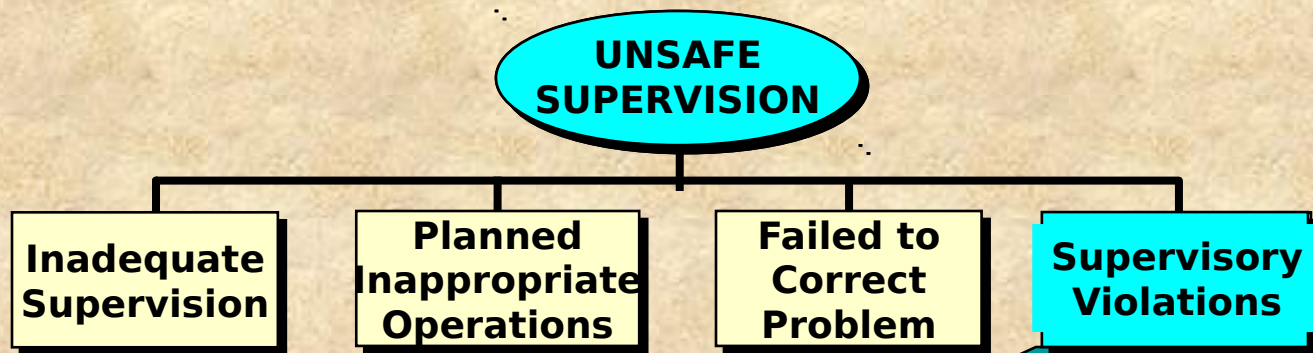 UNSAFE
SUPERVISION
Inadequate
Supervision
Planned
Inappropriate
Operations
Failed to
Correct
Problem
Supervisory
Violations